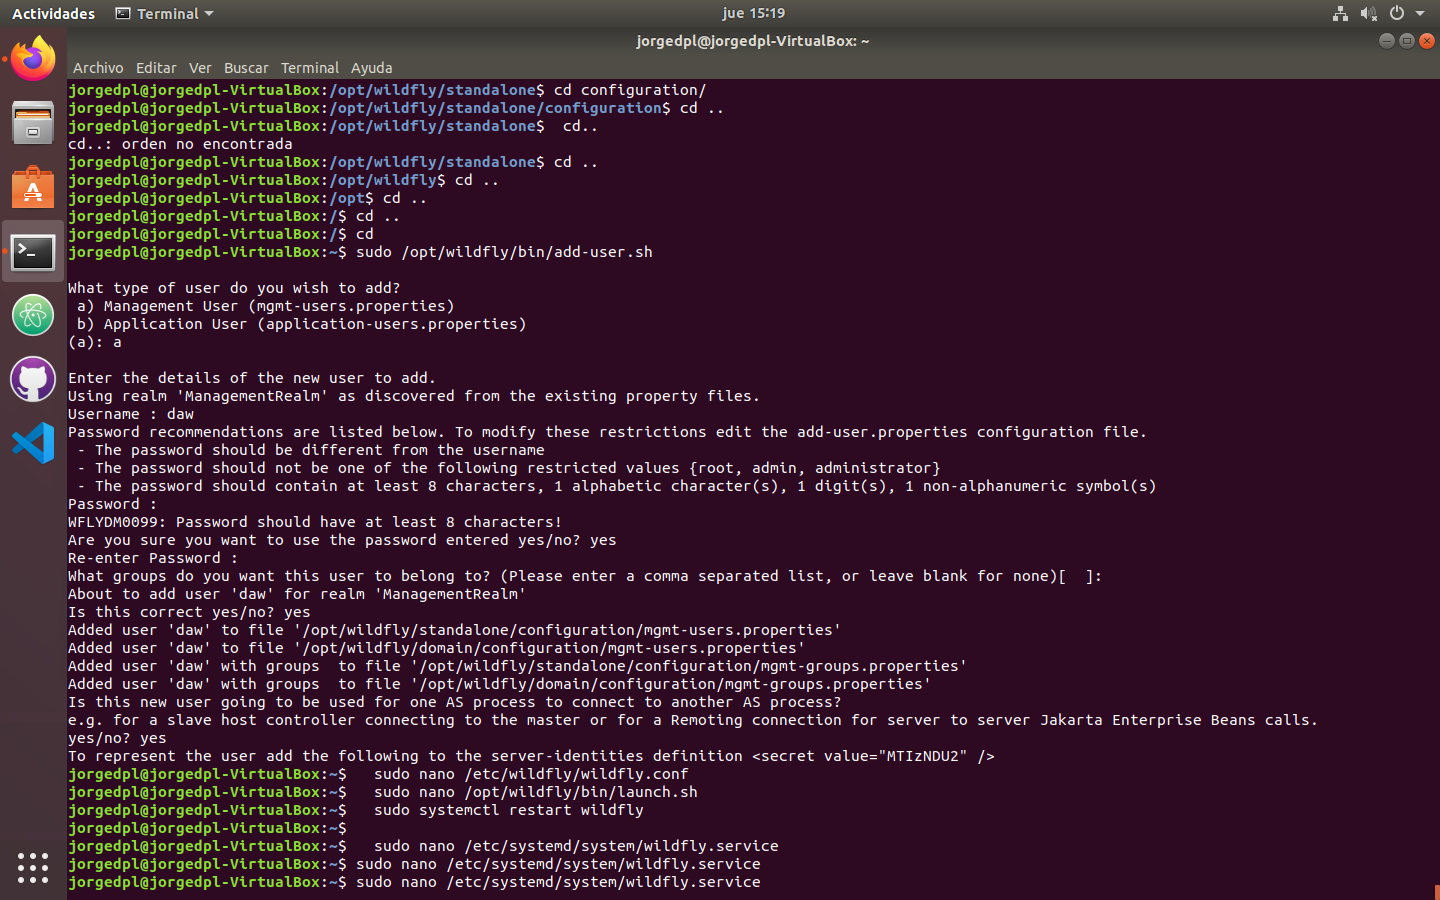 Actividades Terminal jue 15:19
jorgedpl@jorgedpl-VirtualBox: ~
Archivo Editar Ver Buscar Terminal Ayuda
jorgedpl@jorgedpl-VirtualBox:/opt/wildfly/standalone$ cd configuration/
jorgedpl@jorgedpl-VirtualBox:/opt/wildfly/standalone/configuration$ cd ..
jorgedpl@jorgedpl-VirtualBox:/opt/wildfly/standalone$  cd..
cd..: orden no encontrada
jorgedpl@jorgedpl-VirtualBox:/opt/wildfly/standalone$ cd ..
jorgedpl@jorgedpl-VirtualBox:/opt/wildfly$ cd ..
jorgedpl@jorgedpl-VirtualBox:/opt$ cd ..
jorgedpl@jorgedpl-VirtualBox:/$ cd ..
jorgedpl@jorgedpl-VirtualBox:/$ cd
jorgedpl@jorgedpl-VirtualBox:~$ sudo /opt/wildfly/bin/add-user.sh
What type of user do you wish to add?
 a) Management User (mgmt-users.properties)
 b) Application User (application-users.properties)
(a): a
Enter the details of the new user to add.
Using realm 'ManagementRealm' as discovered from the existing property files.
Username : daw
Password recommendations are listed below. To modify these restrictions edit the add-user.properties configuration file.
 - The password should be different from the username
 - The password should not be one of the following restricted values {root, admin, administrator}
 - The password should contain at least 8 characters, 1 alphabetic character(s), 1 digit(s), 1 non-alphanumeric symbol(s)
Password :
WFLYDM0099: Password should have at least 8 characters!
Are you sure you want to use the password entered yes/no? yes
Re-enter Password :
What groups do you want this user to belong to? (Please enter a comma separated list, or leave blank for none)[  ]:
About to add user 'daw' for realm 'ManagementRealm'
Is this correct yes/no? yes
Added user 'daw' to file '/opt/wildfly/standalone/configuration/mgmt-users.properties'
Added user 'daw' to file '/opt/wildfly/domain/configuration/mgmt-users.properties'
Added user 'daw' with groups  to file '/opt/wildfly/standalone/configuration/mgmt-groups.properties'
Added user 'daw' with groups  to file '/opt/wildfly/domain/configuration/mgmt-groups.properties'
Is this new user going to be used for one AS process to connect to another AS process?
e.g. for a slave host controller connecting to the master or for a Remoting connection for server to server Jakarta Enterprise Beans calls.
yes/no? yes
To represent the user add the following to the server-identities definition <secret value="MTIzNDU2" />
jorgedpl@jorgedpl-VirtualBox:~$   sudo nano /etc/wildfly/wildfly.conf
jorgedpl@jorgedpl-VirtualBox:~$   sudo nano /opt/wildfly/bin/launch.sh
jorgedpl@jorgedpl-VirtualBox:~$   sudo systemctl restart wildfly
jorgedpl@jorgedpl-VirtualBox:~$
jorgedpl@jorgedpl-VirtualBox:~$   sudo nano /etc/systemd/system/wildfly.service
jorgedpl@jorgedpl-VirtualBox:~$ sudo nano /etc/systemd/system/wildfly.service
jorgedpl@jorgedpl-VirtualBox:~$ sudo nano /etc/systemd/system/wildfly.service